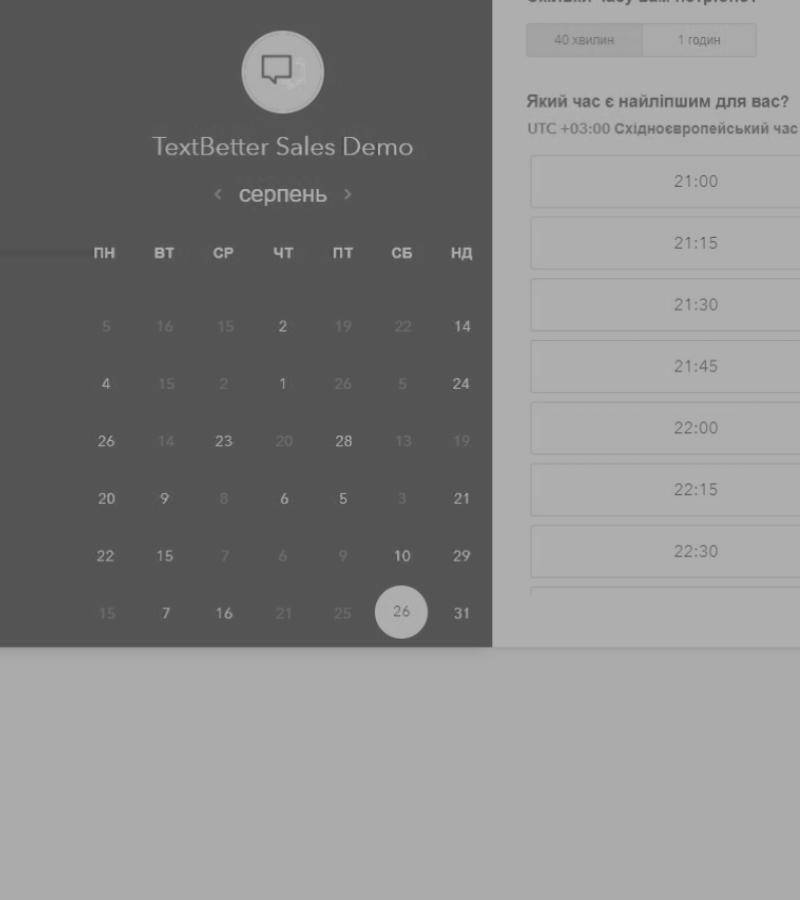 40 хвилин 1 годин
Який час є найліпшим для вас?
UTC +03:00 Східноєвропейський час
TextBetter Sales Demo
‹ серпень ›
ПН ВТ СР ЧТ ПТ СБ НД
5 16 15 2 19 22 14
4 15 2 1 26 5 24
26 14 23 20 28 13 19
20 9 8 6 5 3 21
22 15 7 6 9 10 29
15 7 16 21 25 26 31
21:00
21:15
21:30
21:45
22:00
22:15
22:30